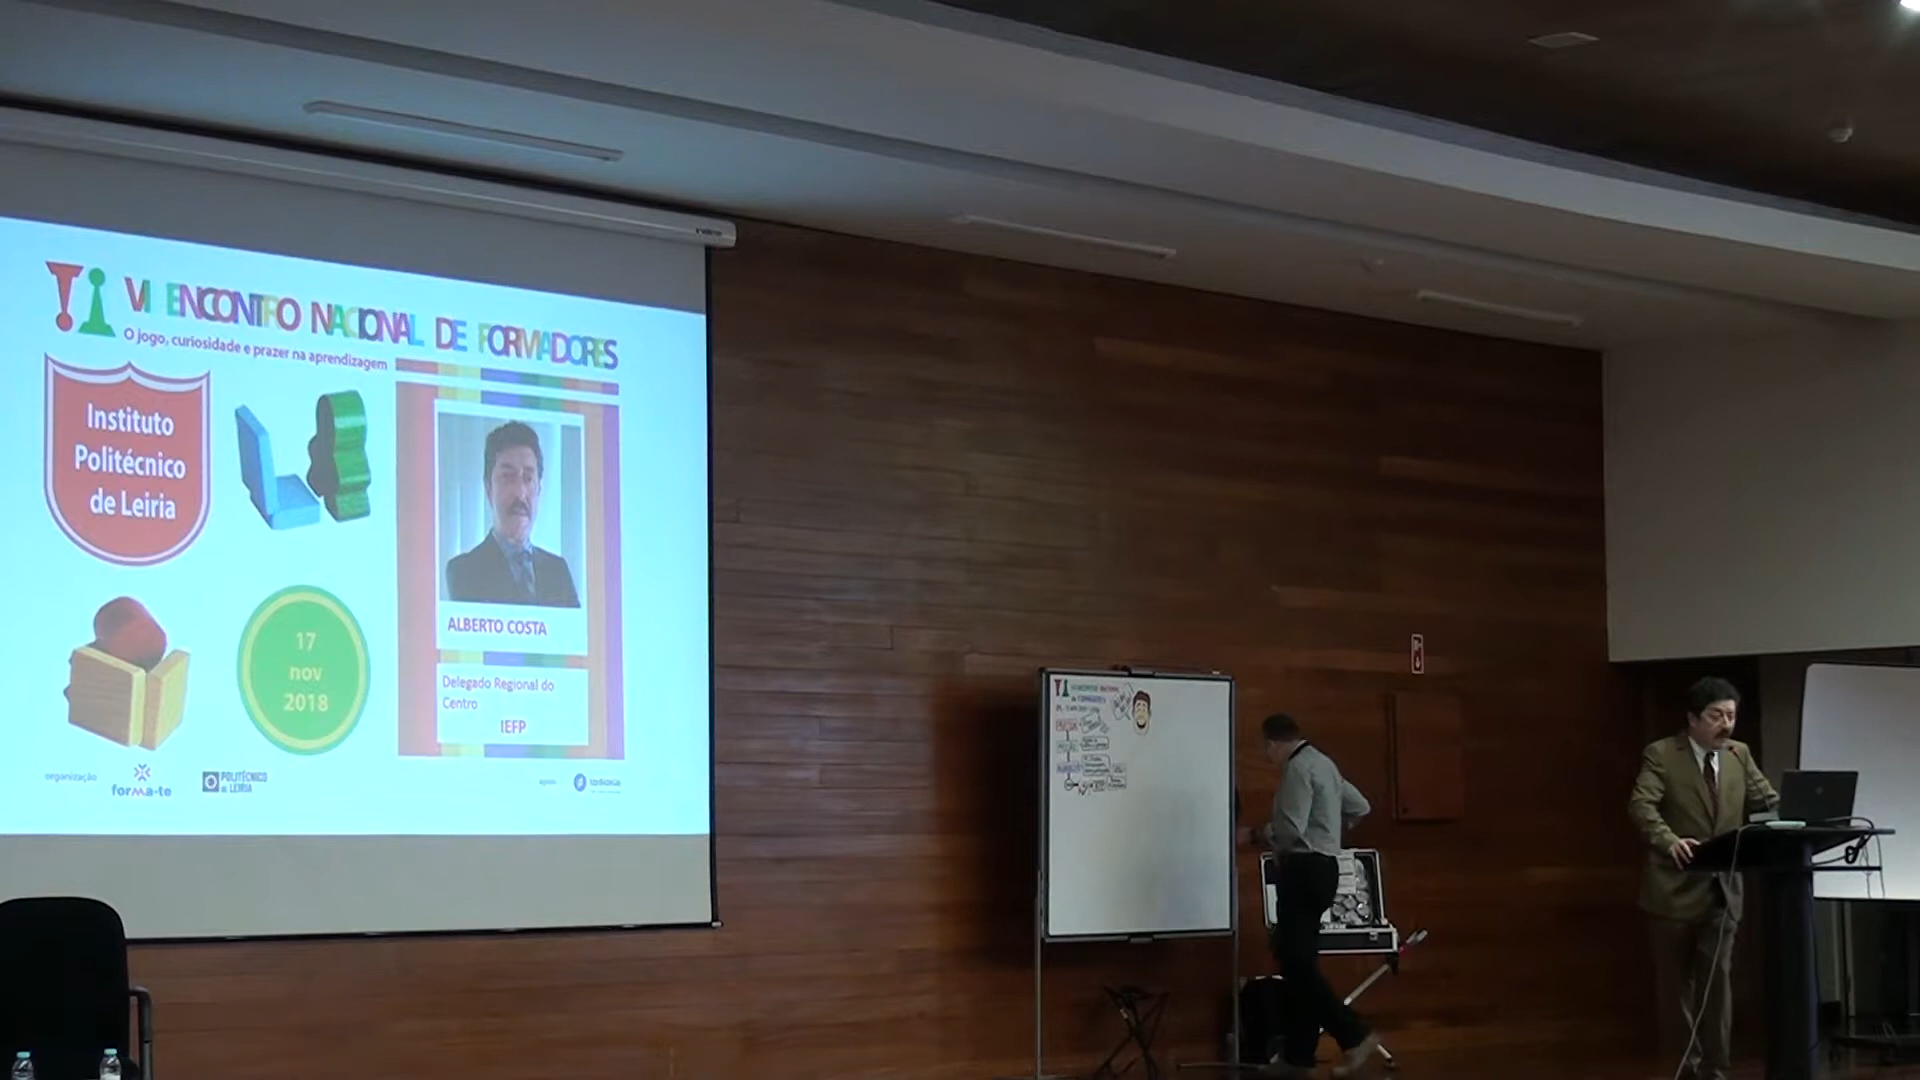 VI ENCONTRO NACIONAL DE FORMADORES
O jogo, curiosidade e prazer na aprendizagem
Instituto
Politécnico
de Leiria
17
nov
2018
ALBERTO COSTA
Delegado Regional do
Centro
IEFP
organização
forma-te
POLITÉCNICO
DE LEIRIA
apoio